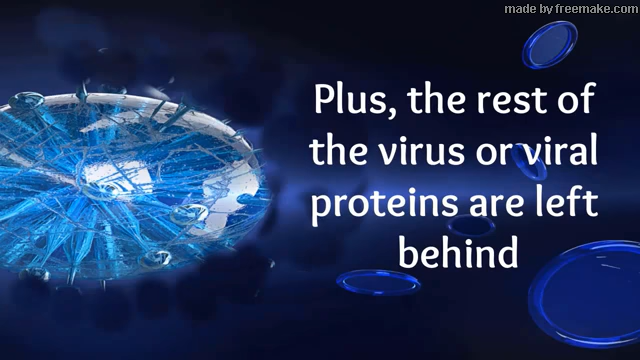 made by freemake.com
Plus, the rest of
the virus or viral
proteins are left
behind